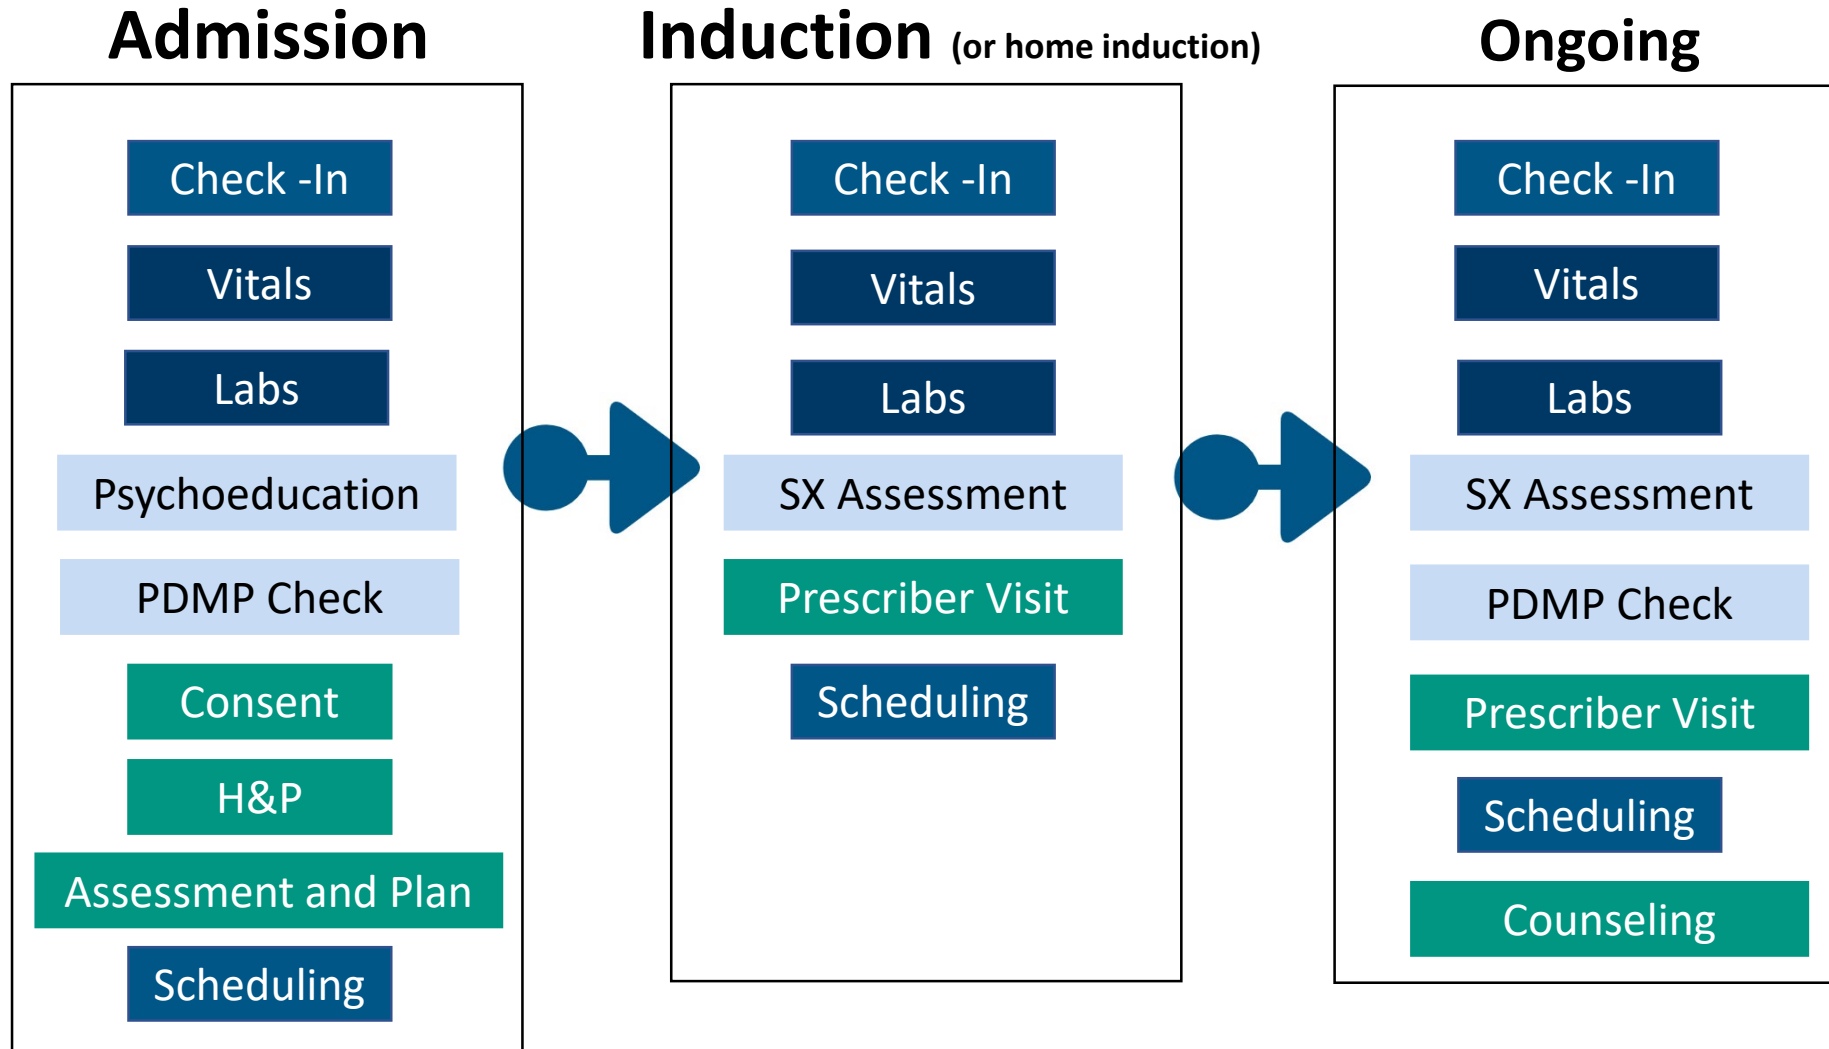 Admission
Check -In
Vitals
Labs
Psychoeducation
PDMP Check
Consent
H&P
Assessment and Plan
Scheduling
Induction (or home induction)
Check -In
Vitals
Labs
SX Assessment
Prescriber Visit
Scheduling
Ongoing
Check -In
Vitals
Labs
SX Assessment
PDMP Check
Prescriber Visit
Scheduling
Counseling